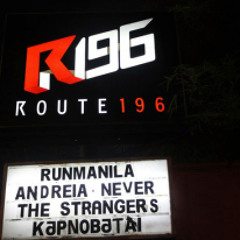 R196
ROUTE 196
RUNMANILA
ANDREIA · NEVER
THE STRANGERS
KaPNOBaTAI